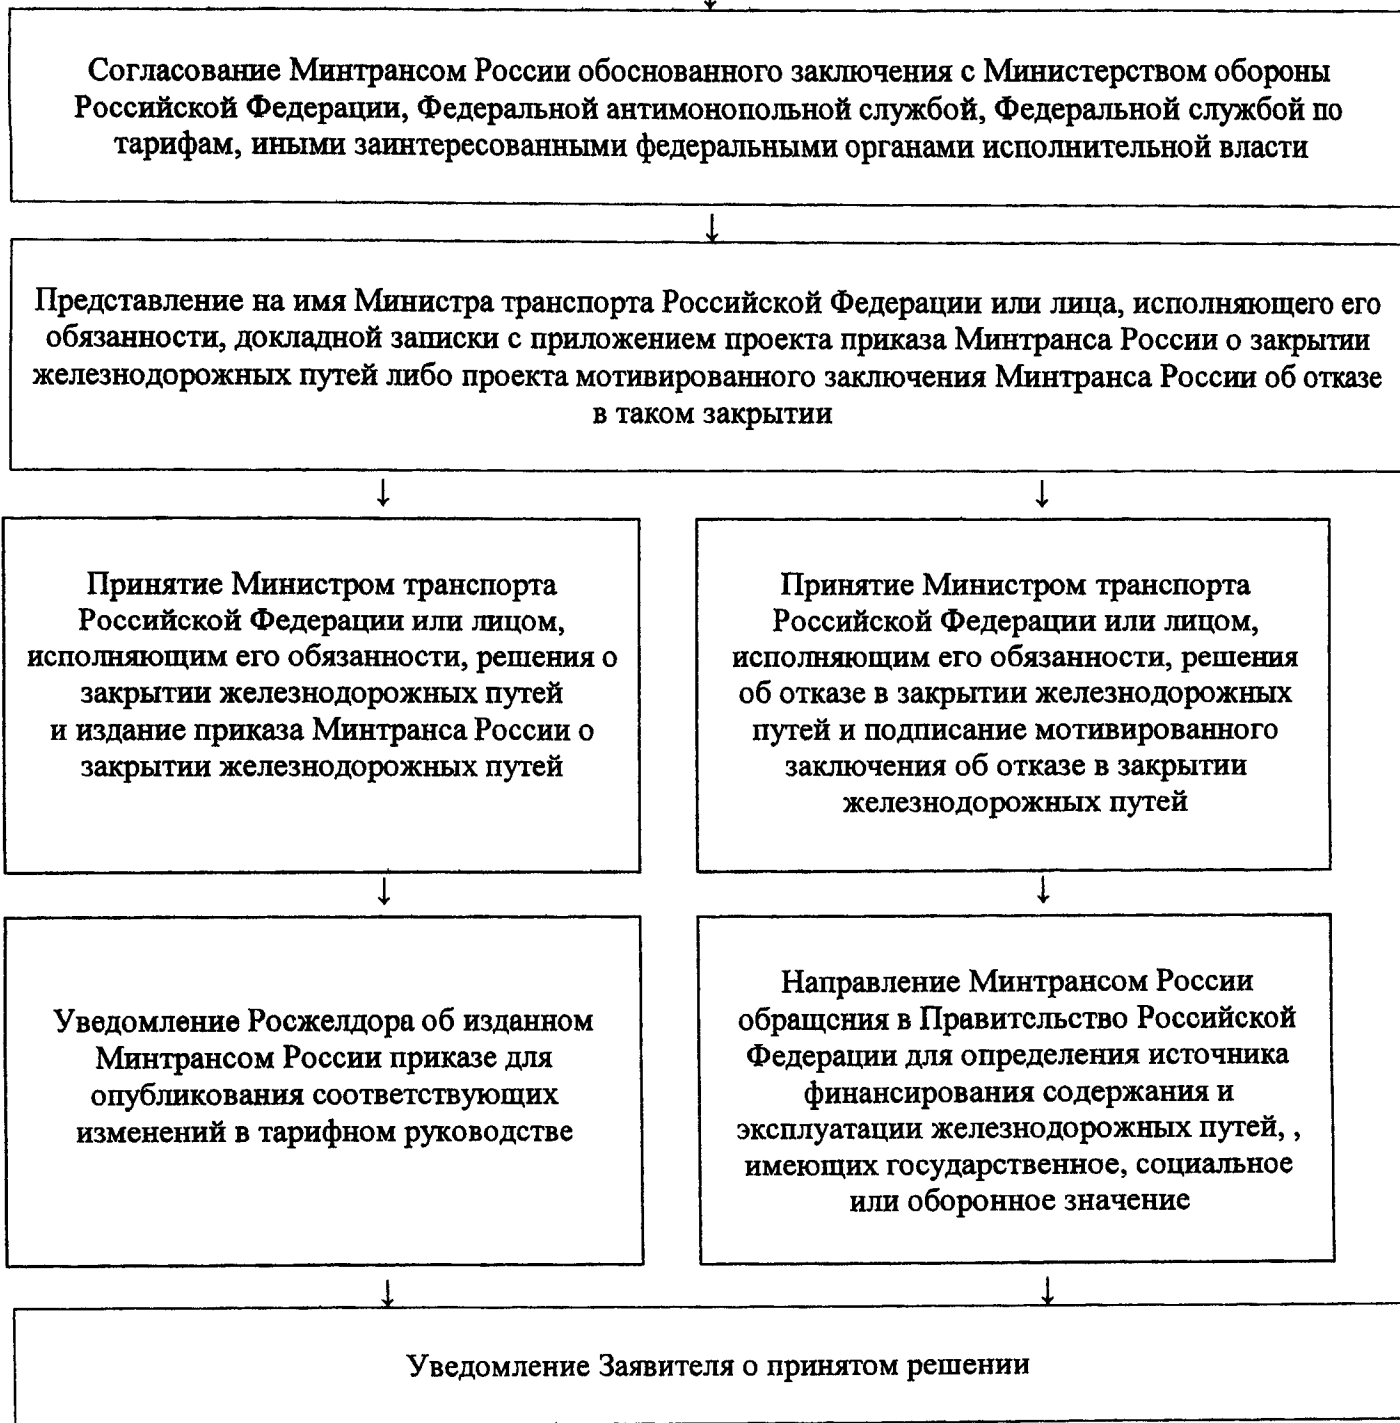 ↓
Согласование Минтрансом России обоснованного заключения с Министерством обороны
Российской Федерации, Федеральной антимонопольной службой, Федеральной службой по
тарифам, иными заинтересованными федеральными органами исполнительной власти
↓
Представление на имя Министра транспорта Российской Федерации или лица, исполняющего его
обязанности, докладной записки с приложением проекта приказа Минтранса России о закрытии
железнодорожных путей либо проекта мотивированного заключения Минтранса России об отказе
в таком закрытии
↓
Принятие Министром транспорта
Российской Федерации или лицом,
исполняющим его обязанности, решения о
закрытии железнодорожных путей
и издание приказа Минтранса России о
закрытии железнодорожных путей
↓
Уведомление Росжелдора об изданном
Минтрансом России приказе для
опубликования соответствующих
изменений в тарифном руководстве
↓
↓
Принятие Министром транспорта
Российской Федерации или лицом,
исполняющим его обязанности, решения
об отказе в закрытии железнодорожных
путей и подписание мотивированного
заключения об отказе в закрытии
железнодорожных путей
↓
Направление Минтрансом России
обращения в Правительство Российской
Федерации для определения источника
финансирования содержания и
эксплуатации железнодорожных путей, ,
имеющих государственное, социальное
или оборонное значение
↓
Уведомление Заявителя о принятом решении